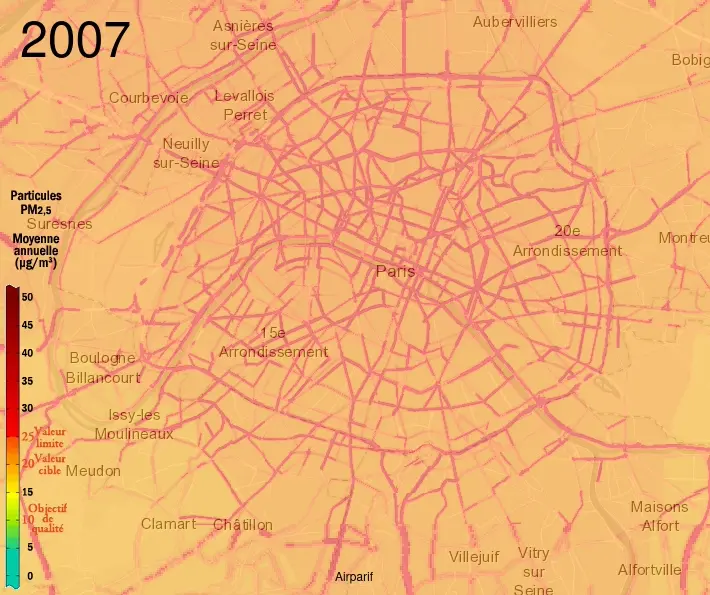 2007
Asnières
sur-Seine
Aubervilliers
Bobig
Courbevoie
Levallois
Perret
Neuilly
sur-Seine
Particules
PM2,5
Suresnes
Moyenne
annuelle
(µg/m³)
20e
Arrondissement
Montreu
Paris
50
45
40
35
30
25
Valeur
limite
20
Valeur
cible
15
Objectif
10
de
qualité
5
0
15e
Arrondissement
Boulogne
Billancourt
Issy-les
Moulineaux
Meudon
Clamart
Châtillon
Maisons
Alfort
Villejuif
Vitry
sur
Seine
Alfortville
Airparif